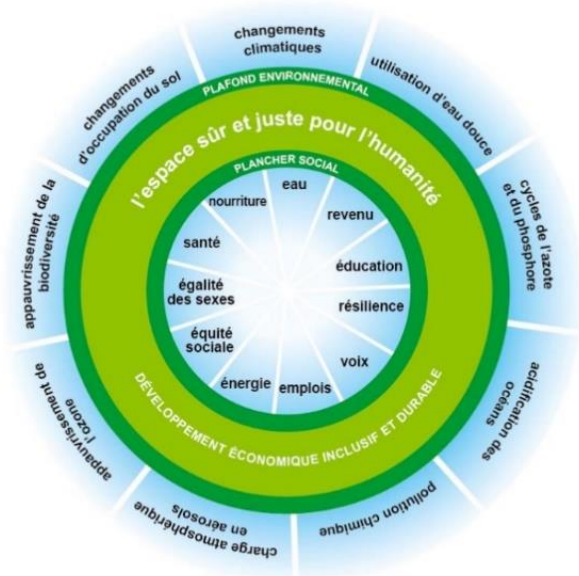 changements
climatiques
utilisation d'eau douce
cycles de l'azote
et du phosphore
acidification des
océans
pollution chimique
charge atmosphérique
en aérosols
appauvrissement de
l'ozone
appauvrissement de la
biodiversité
changements
d'occupation du sol
PLAFOND ENVIRONNEMENTAL
l'espace sûr et juste pour l'humanité
PLANCHER SOCIAL
eau
revenu
éducation
résilience
voix
emplois
énergie
équité
sociale
égalité
des sexes
santé
nourriture
DÉVELOPPEMENT ÉCONOMIQUE INCLUSIF ET DURABLE